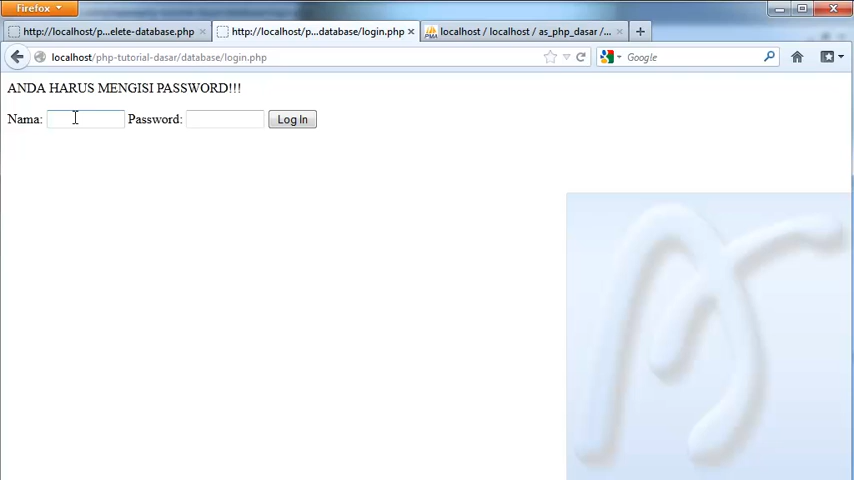 Firefox
http://localhost/p...elete-database.php
http://localhost/p...database/login.php
localhost / localhost / as_php_dasar /...
localhost/php-tutorial-dasar/database/login.php
Google
ANDA HARUS MENGISI PASSWORD!!!
Nama: Password: Log In